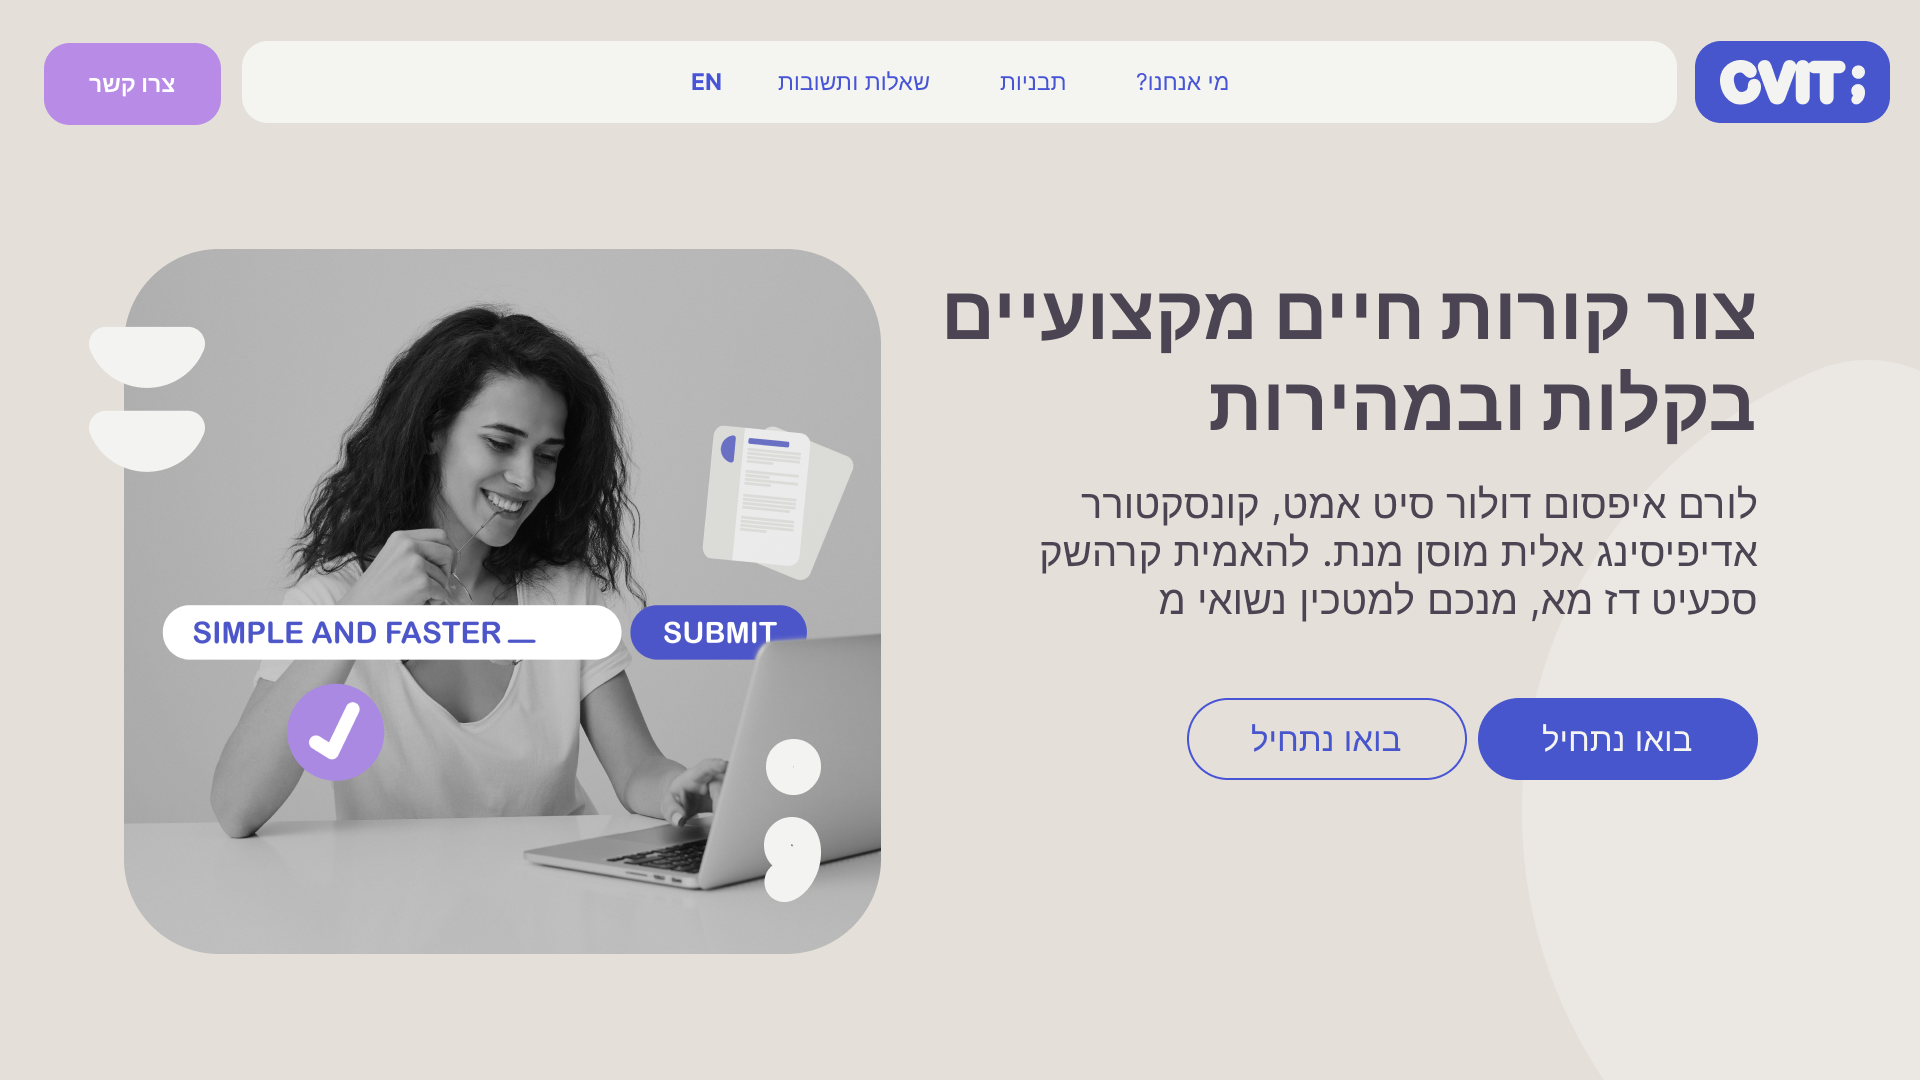 CVIT;
מי אנחנו?
תבניות
שאלות ותשובות
EN
צרו קשר
צור קורות חיים מקצועיים
בקלות ובמהירות
לורם איפסום דולור סיט אמט, קונסקטורר
אדיפיסינג אלית מוסן מנת. להאמית קרהשק
סכעיט דז מא, מנכם למטכין נשואי מ
בואו נתחיל
בואו נתחיל
SIMPLE AND FASTER _
SUBMIT